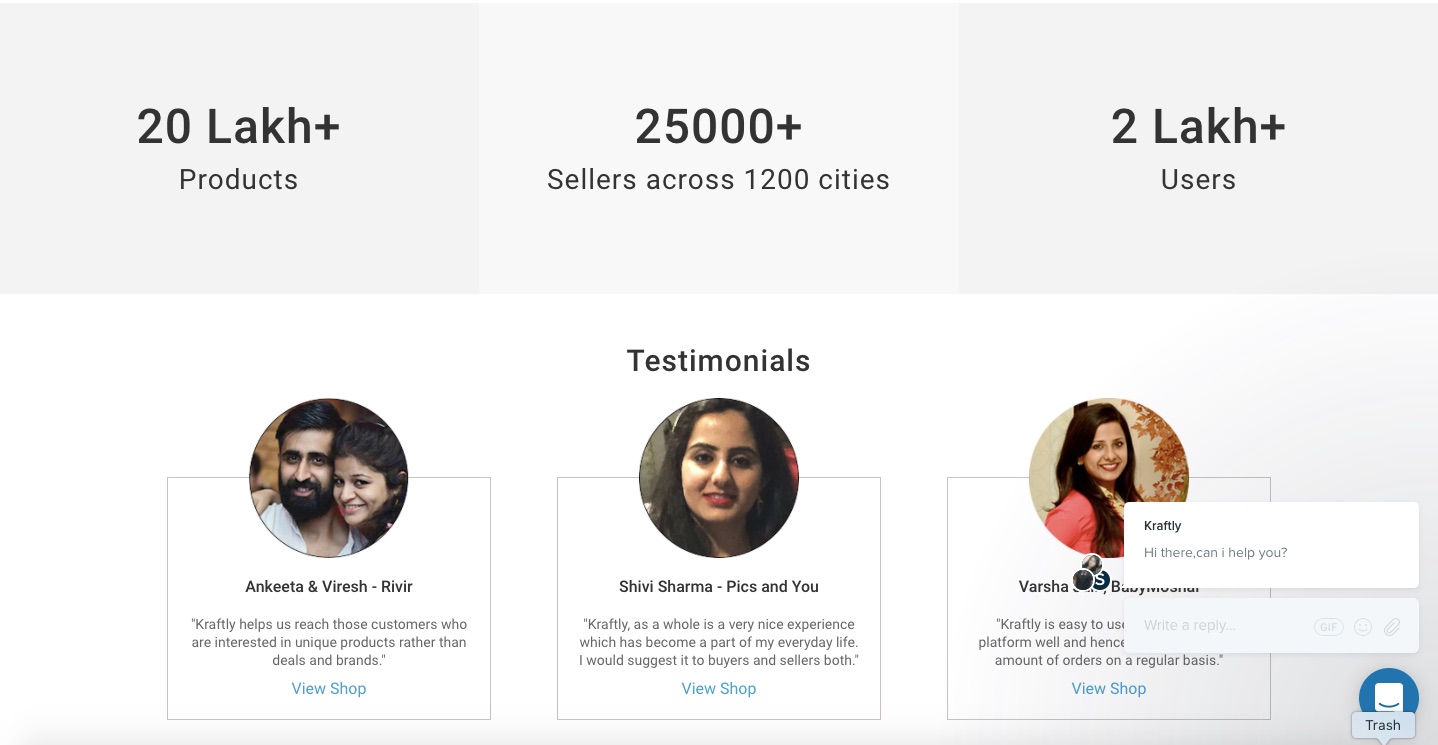 20 Lakh+
Products
25000+
Sellers across 1200 cities
2 Lakh+
Users
Testimonials
Ankeeta & Viresh - Rivir
"Kraftly helps us reach those customers who
are interested in unique products rather than
deals and brands."
View Shop
Shivi Sharma - Pics and You
"Kraftly, as a whole is a very nice experience
which has become a part of my everyday life.
I would suggest it to buyers and sellers both."
View Shop
Varsha
"Kraftly is easy to use
platform well and hence
amount of orders on a regular basis."
View Shop
Kraftly
Hi there,can i help you?
S
Write a reply...
GIF
Trash